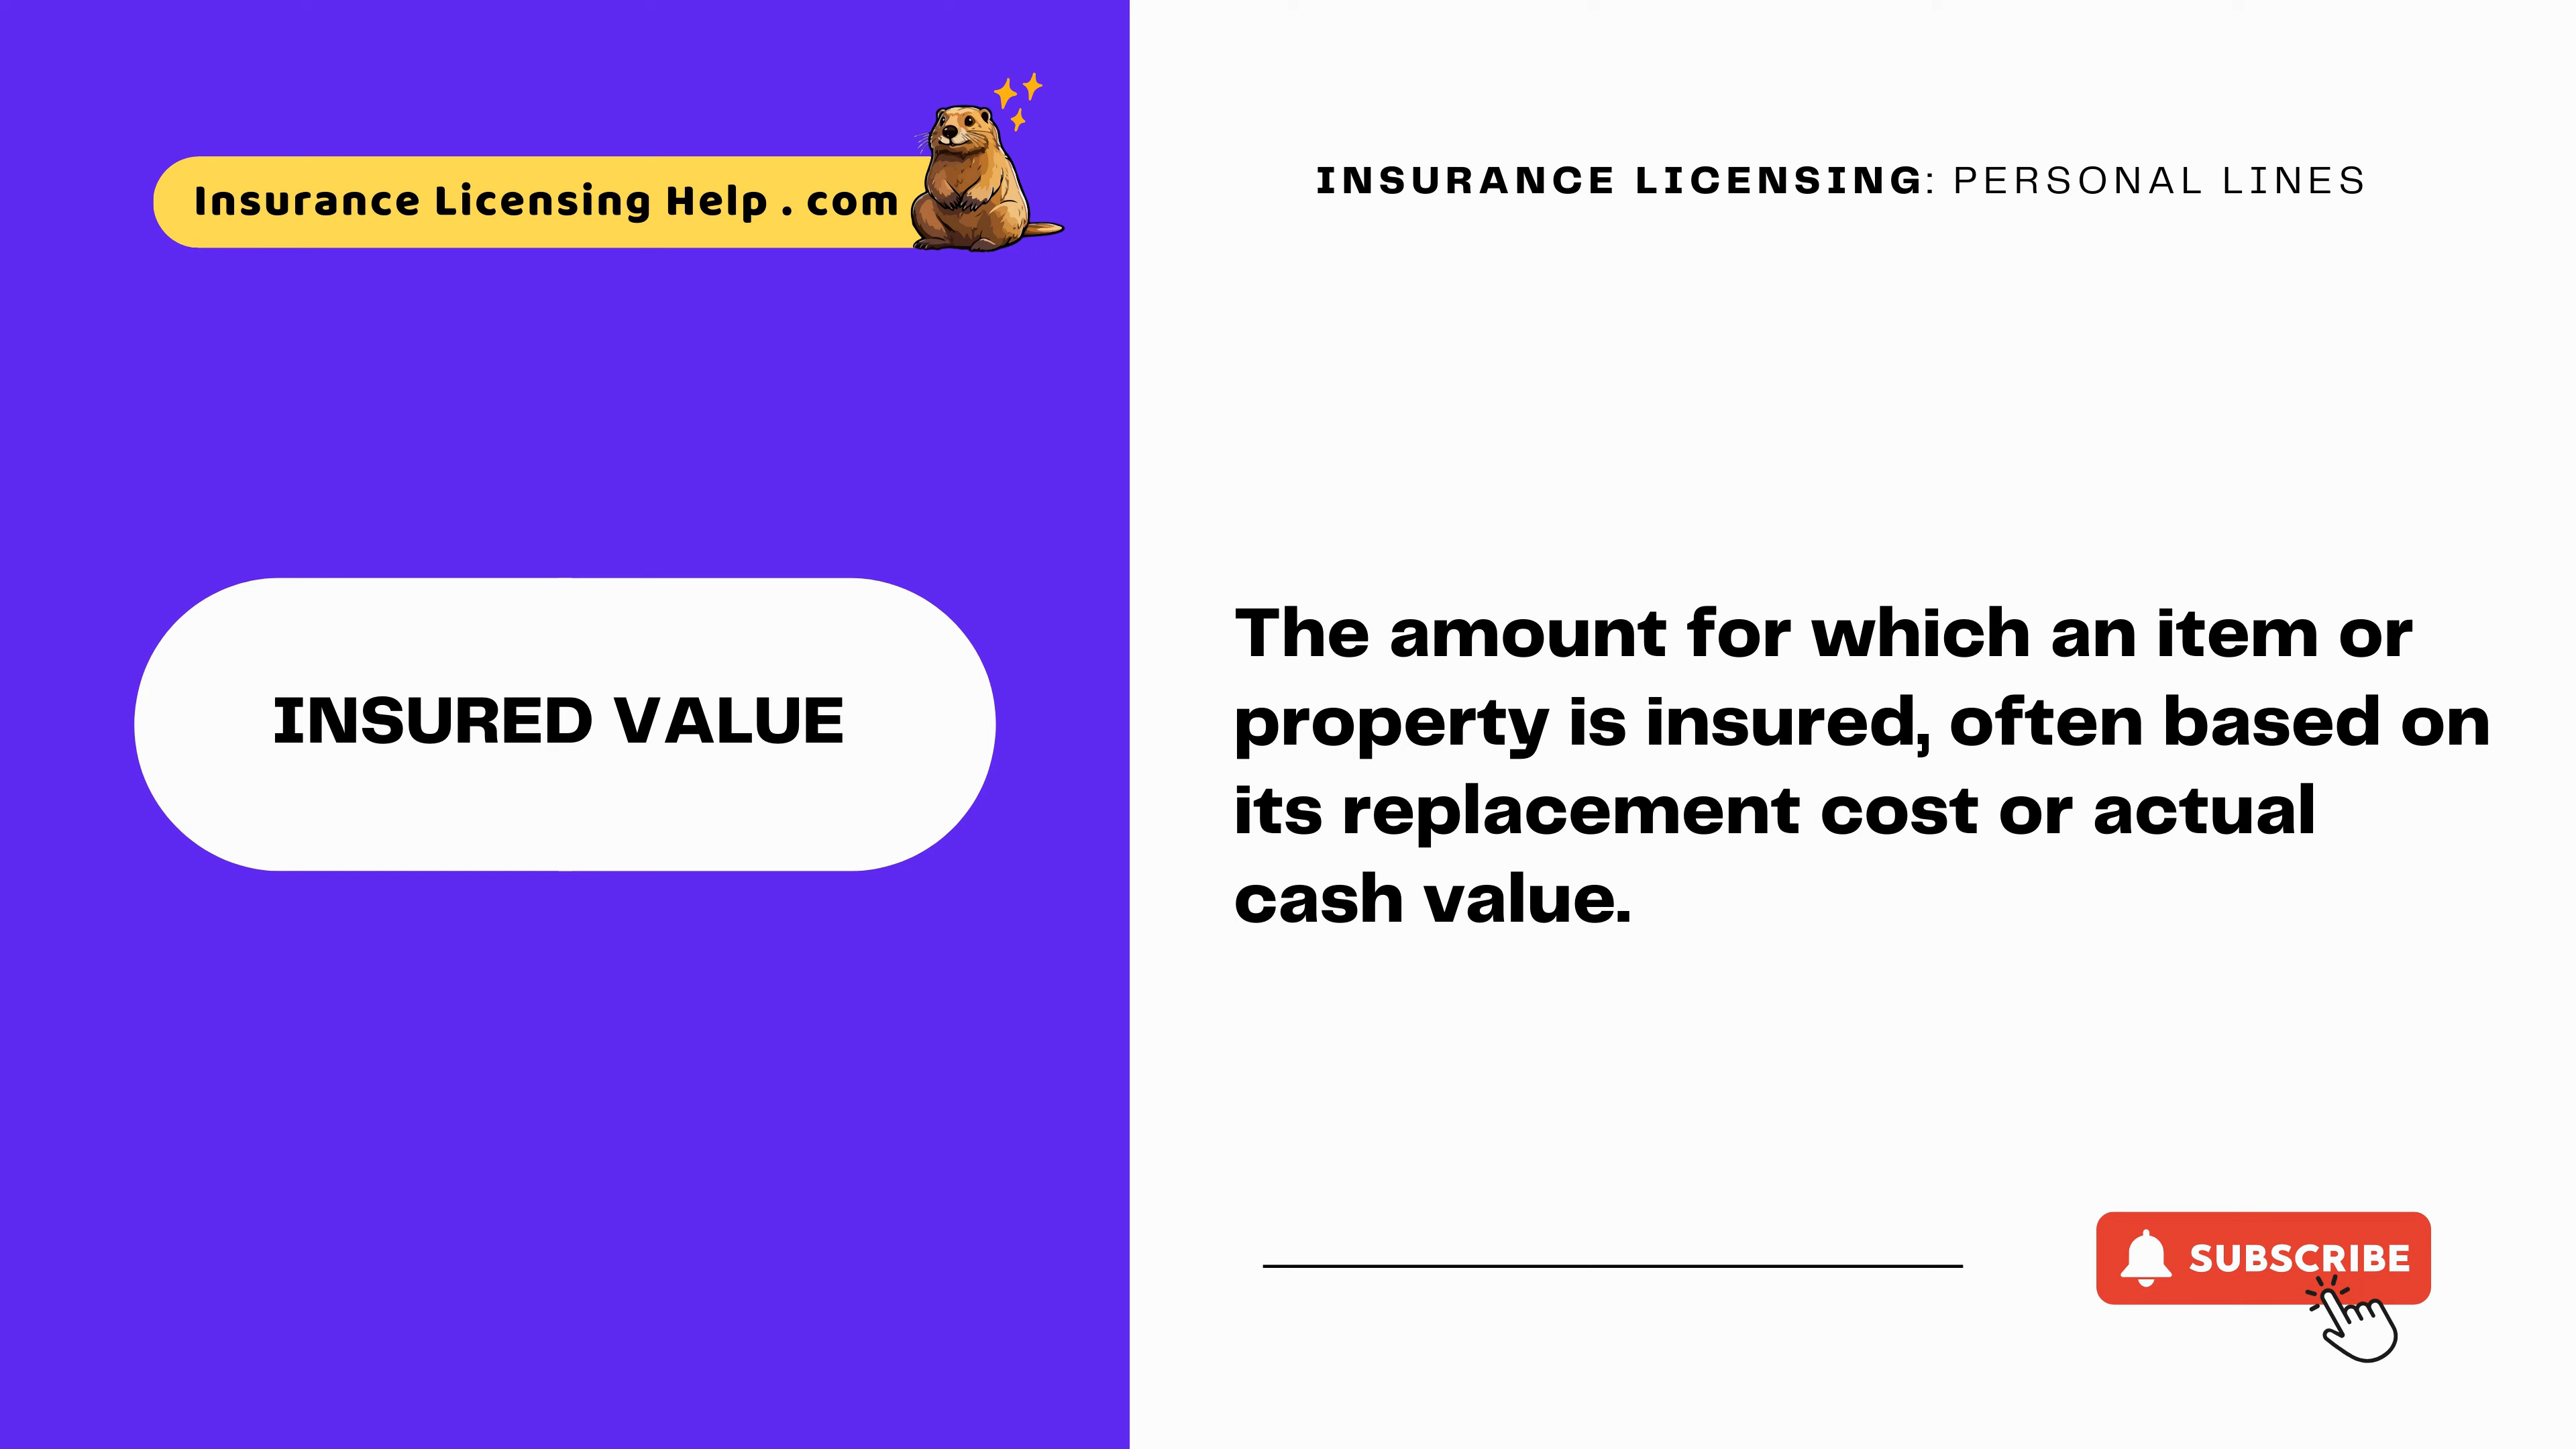 Insurance Licensing Help . com
INSURANCE LICENSING: PERSONAL LINES
INSURED VALUE
The amount for which an item or
property is insured, often based on
its replacement cost or actual
cash value.
SUBSCRIBE